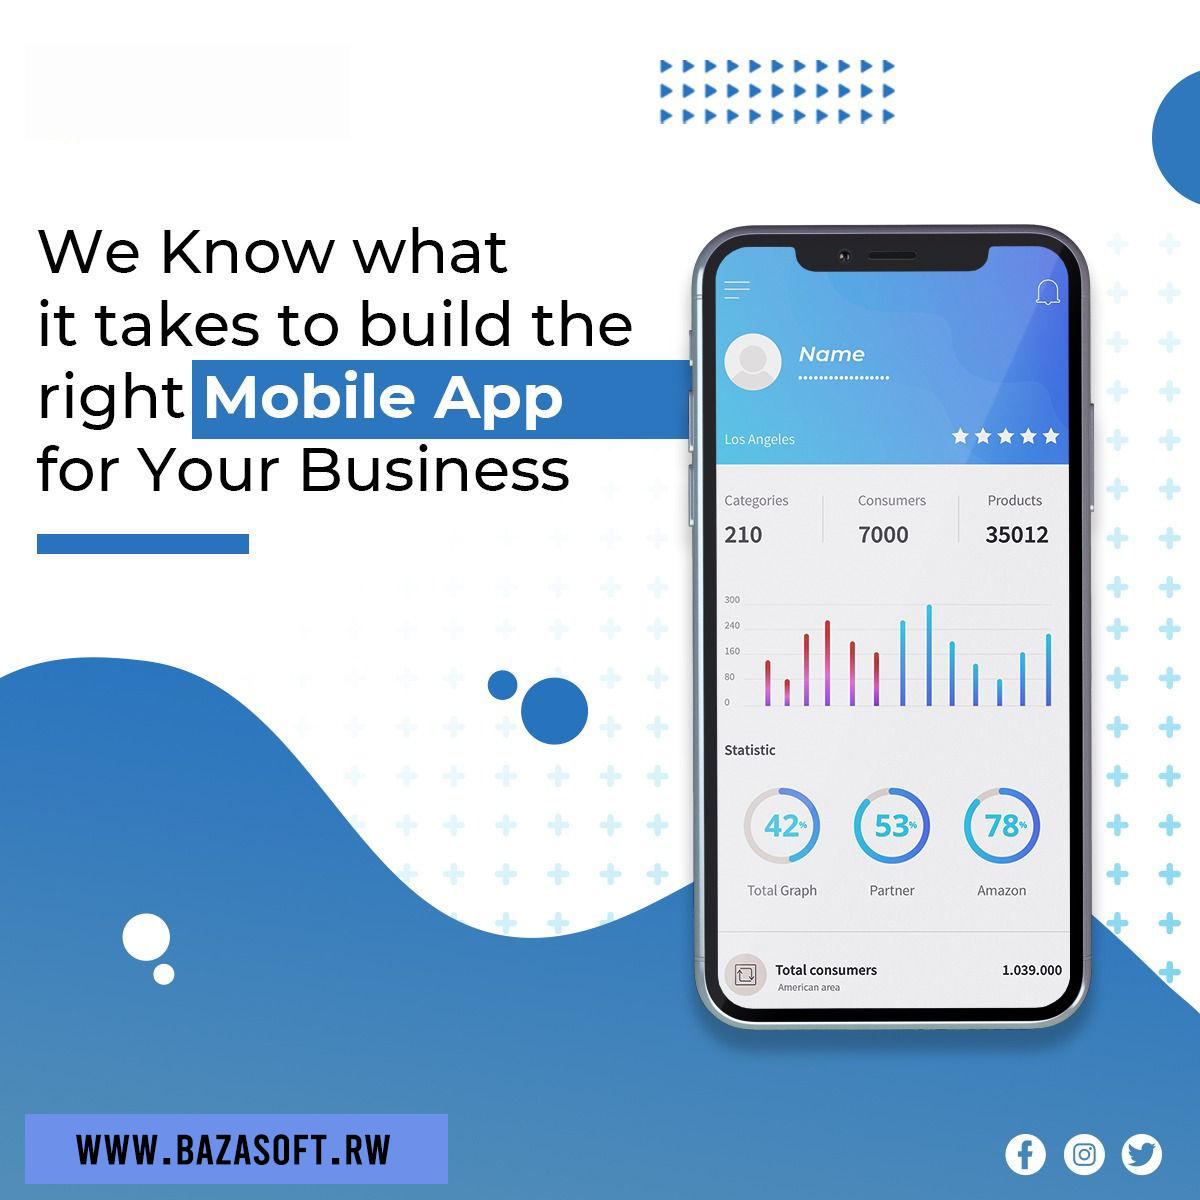 We Know what
it takes to build the
right Mobile App
for Your Business
Name
Los Angeles
Categories Consumers Products
210 7000 35012
300
240
160
80
0
Statistic
42% 53% 78%
Total Graph Partner Amazon
Total consumers 1.039.000
American area
WWW.BAZASOFT.RW